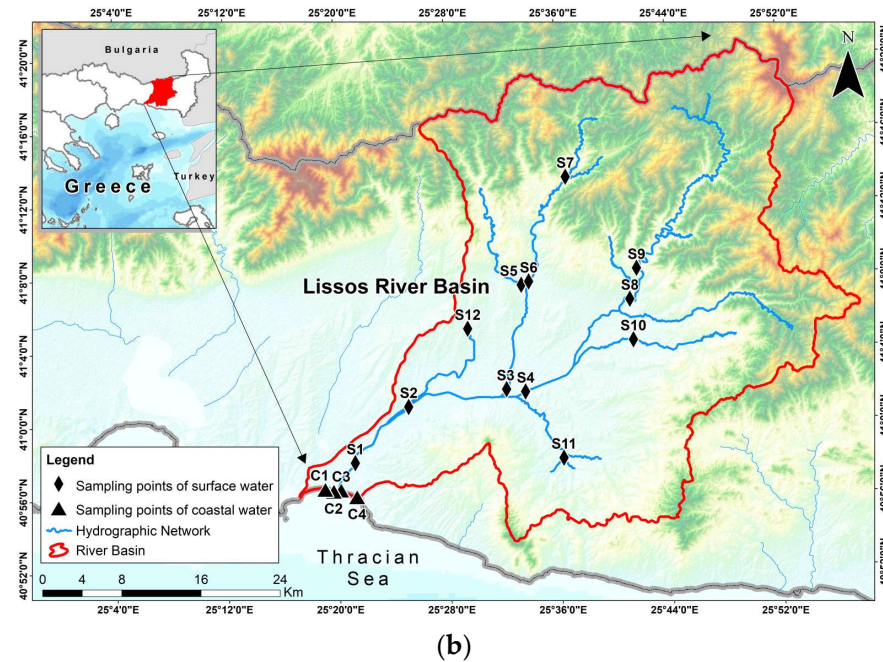 25°4'0"E 25°12'0"E 25°20'0"E 25°28'0"E 25°36'0"E 25°44'0"E 25°52'0"E
41°20'0"N
41°16'0"N
41°12'0"N
41°8'0"N
41°4'0"N
41°0'0"N
40°56'0"N
40°52'0"N
Bulgaria
Greece
Turkey
N
S7
S9
S5 S6
S8
Lissos River Basin
S12
S10
S3 S4
S2
S11
S1
C1 C3
C2 C4
Thracian
Sea
Legend
Sampling points of surface water
Sampling points of coastal water
Hydrographic Network
River Basin
0 4 8 16 24
Km
25°4'0"E 25°12'0"E 25°20'0"E 25°28'0"E 25°36'0"E 25°44'0"E 25°52'0"E
(b)